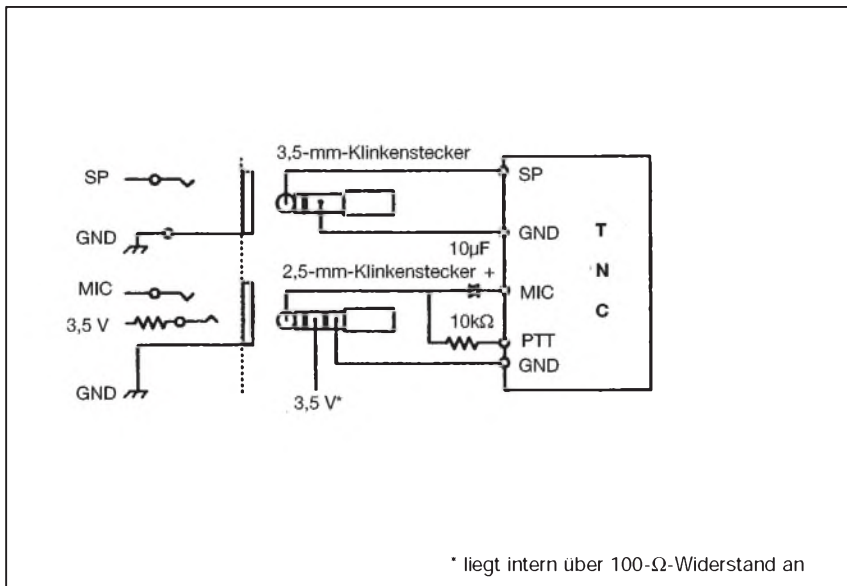 3,5-mm-Klinkenstecker
SP
SP
GND
GND
10µF
2,5-mm-Klinkenstecker +
MIC
MIC
3,5 V
10kΩ
PTT
GND
GND
3,5 V*
T
N
C
* liegt intern über 100-Ω-Widerstand an